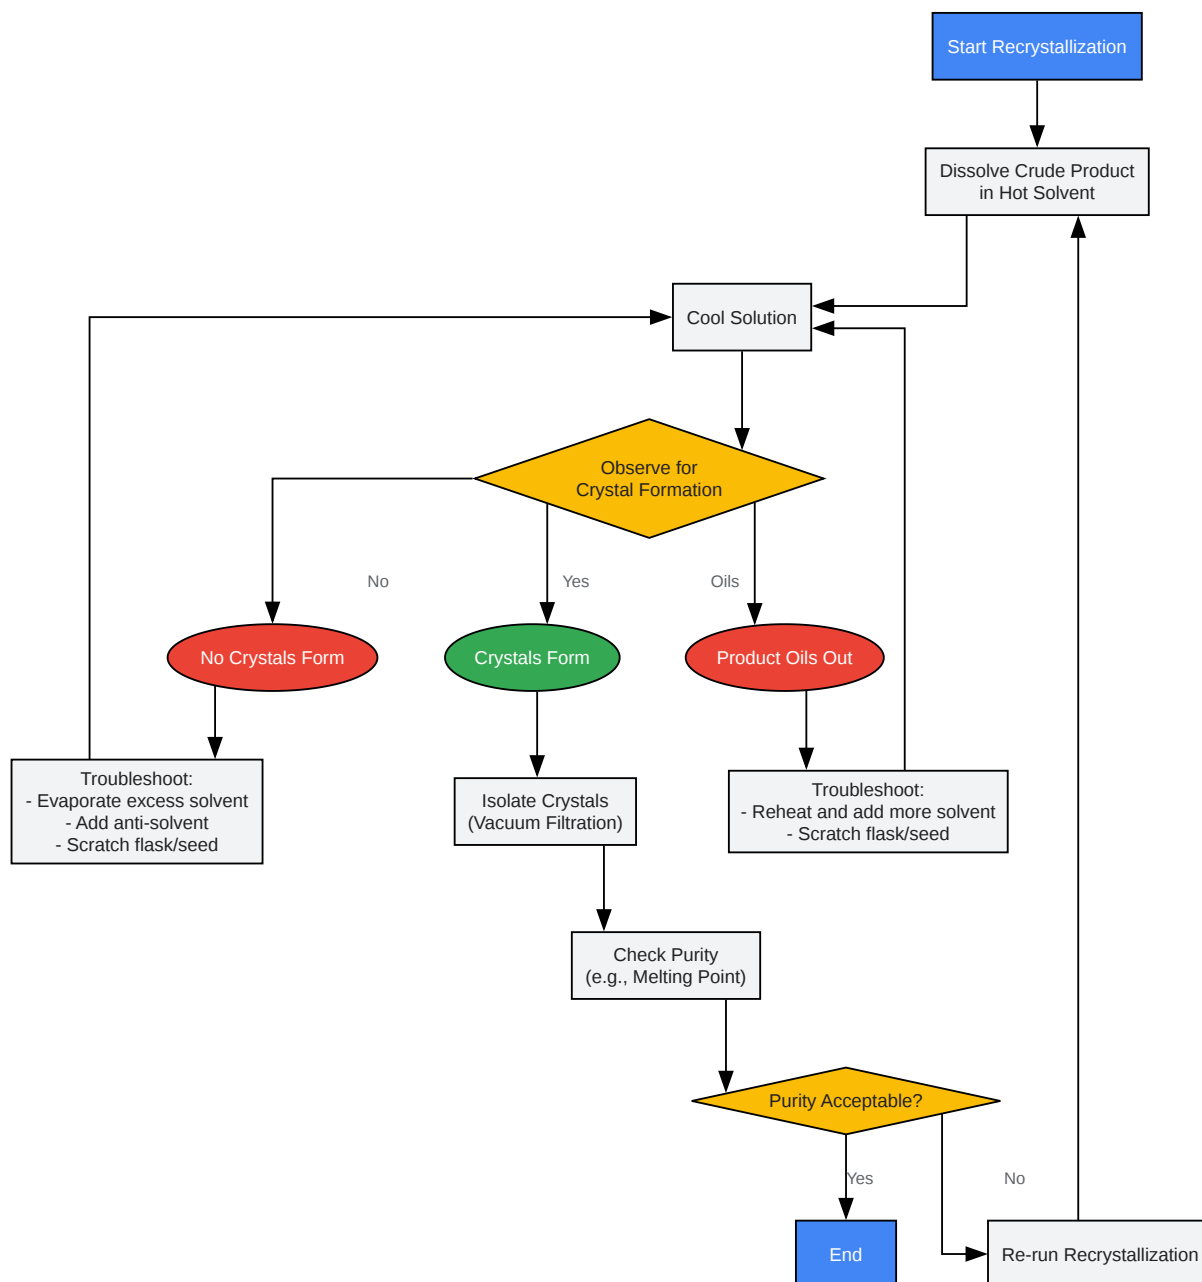 Start Recrystallization
Dissolve Crude Product
in Hot Solvent
Cool Solution
Observe for
Crystal Formation
No
Yes
Oils
No Crystals Form
Crystals Form
Product Oils Out
Troubleshoot:
- Evaporate excess solvent
- Add anti-solvent
- Scratch flask/seed
Isolate Crystals
(Vacuum Filtration)
Troubleshoot:
- Reheat and add more solvent
- Scratch flask/seed
Check Purity
(e.g., Melting Point)
Purity Acceptable?
Yes
No
End
Re-run Recrystallization